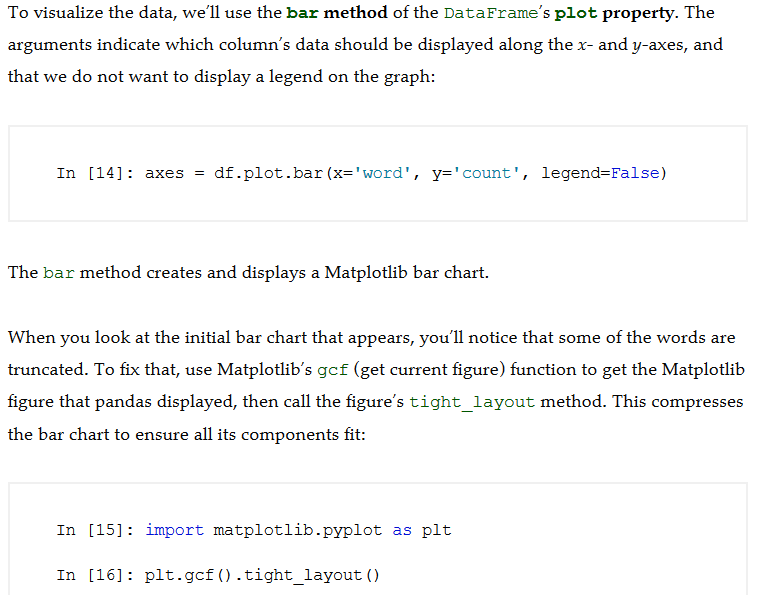 To visualize the data, we'll use the bar method of the DataFrame's plot property. The
arguments indicate which column's data should be displayed along the x- and y-axes, and
that we do not want to display a legend on the graph:
In [14]: axes = df.plot.bar(x='word', y='count', legend=False)
The bar method creates and displays a Matplotlib bar chart.
When you look at the initial bar chart that appears, you'll notice that some of the words are
truncated. To fix that, use Matplotlib's gcf (get current figure) function to get the Matplotlib
figure that pandas displayed, then call the figure's tight_layout method. This compresses
the bar chart to ensure all its components fit:
In [15]: import matplotlib.pyplot as plt
In [16]: plt.gcf().tight_layout()